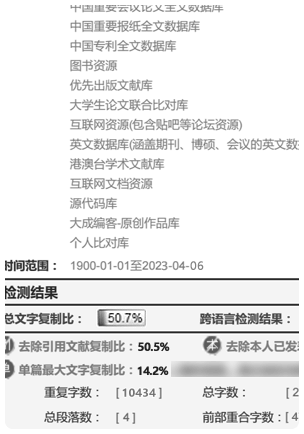 中国重要会议论文全文数据库
中国重要报纸全文数据库
中国专利全文数据库
图书资源
优先出版文献库
大学生论文联合比对库
互联网资源(包含贴吧等论坛资源)
英文数据库(涵盖期刊、博硕、会议的英文数
港澳台学术文献库
互联网文档资源
源代码库
大成编客-原创作品库
个人比对库
时间范围： 1900-01-01至2023-04-06
检测结果
总文字复制比： 50.7% 跨语言检测结果：
去除引用文献复制比：50.5% 本 去除本人已发
单篇最大文字复制比：14.2%
重复字数： [10434] 总字数： [2
总段落数： [4] 前部重合字数： [4